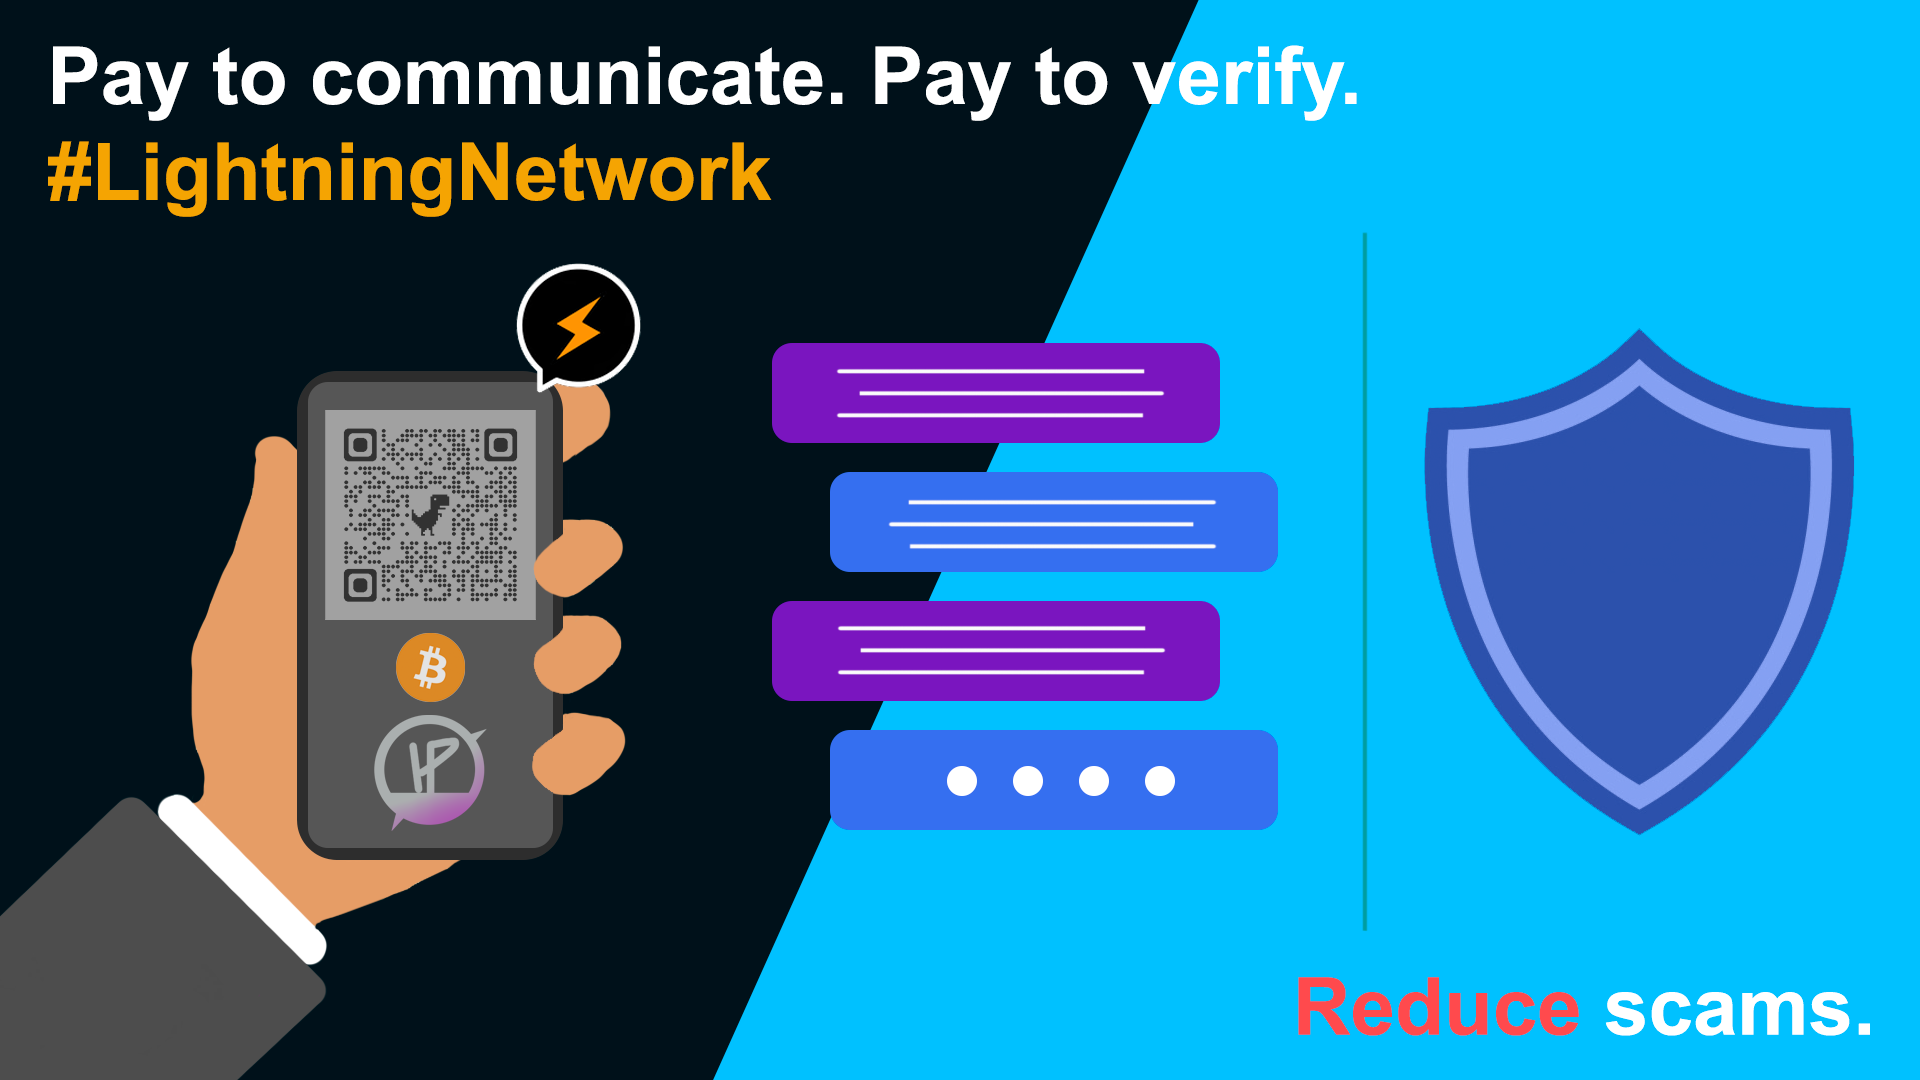 Pay to communicate. Pay to verify.
#LightningNetwork
Reduce scams.